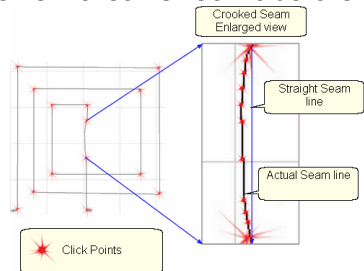 Crooked Seam
Enlarged view
Straight Seam
line
Actual Seam line
Click Points